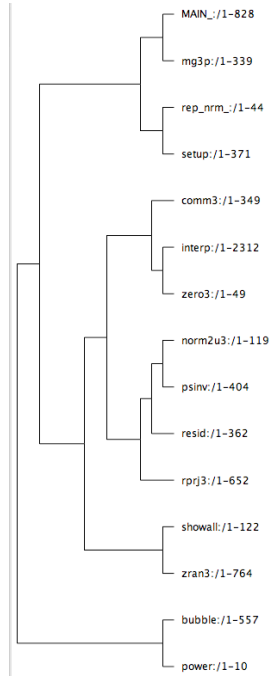 MAIN_:/1-828
mg3p:/1-339
rep_nrm_:/1-44
setup:/1-371
comm3:/1-349
interp:/1-2312
zero3:/1-49
norm2u3:/1-119
psinv:/1-404
resid:/1-362
rprj3:/1-652
showall:/1-122
zran3:/1-764
bubble:/1-557
power:/1-10